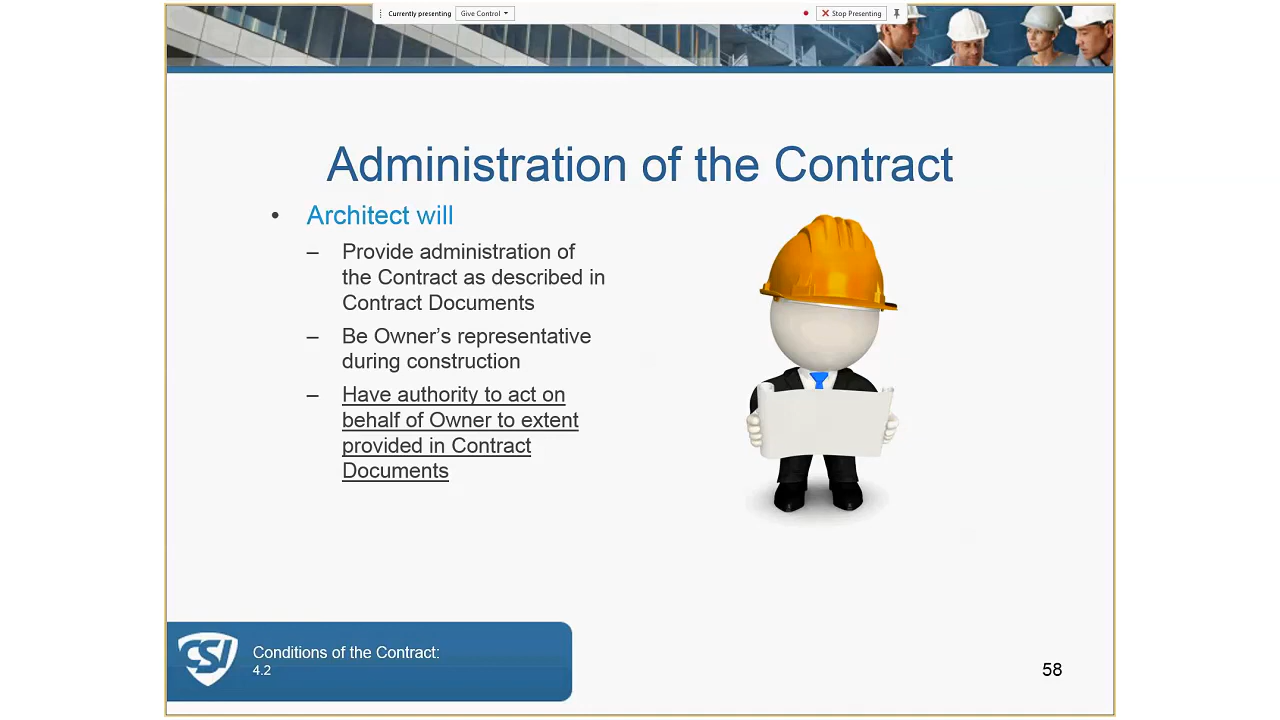 Currently presenting Give Control Stop Presenting
Administration of the Contract
• Architect will
– Provide administration of
the Contract as described in
Contract Documents
– Be Owner’s representative
during construction
– Have authority to act on
behalf of Owner to extent
provided in Contract
Documents
CSI
Conditions of the Contract:
4.2
58